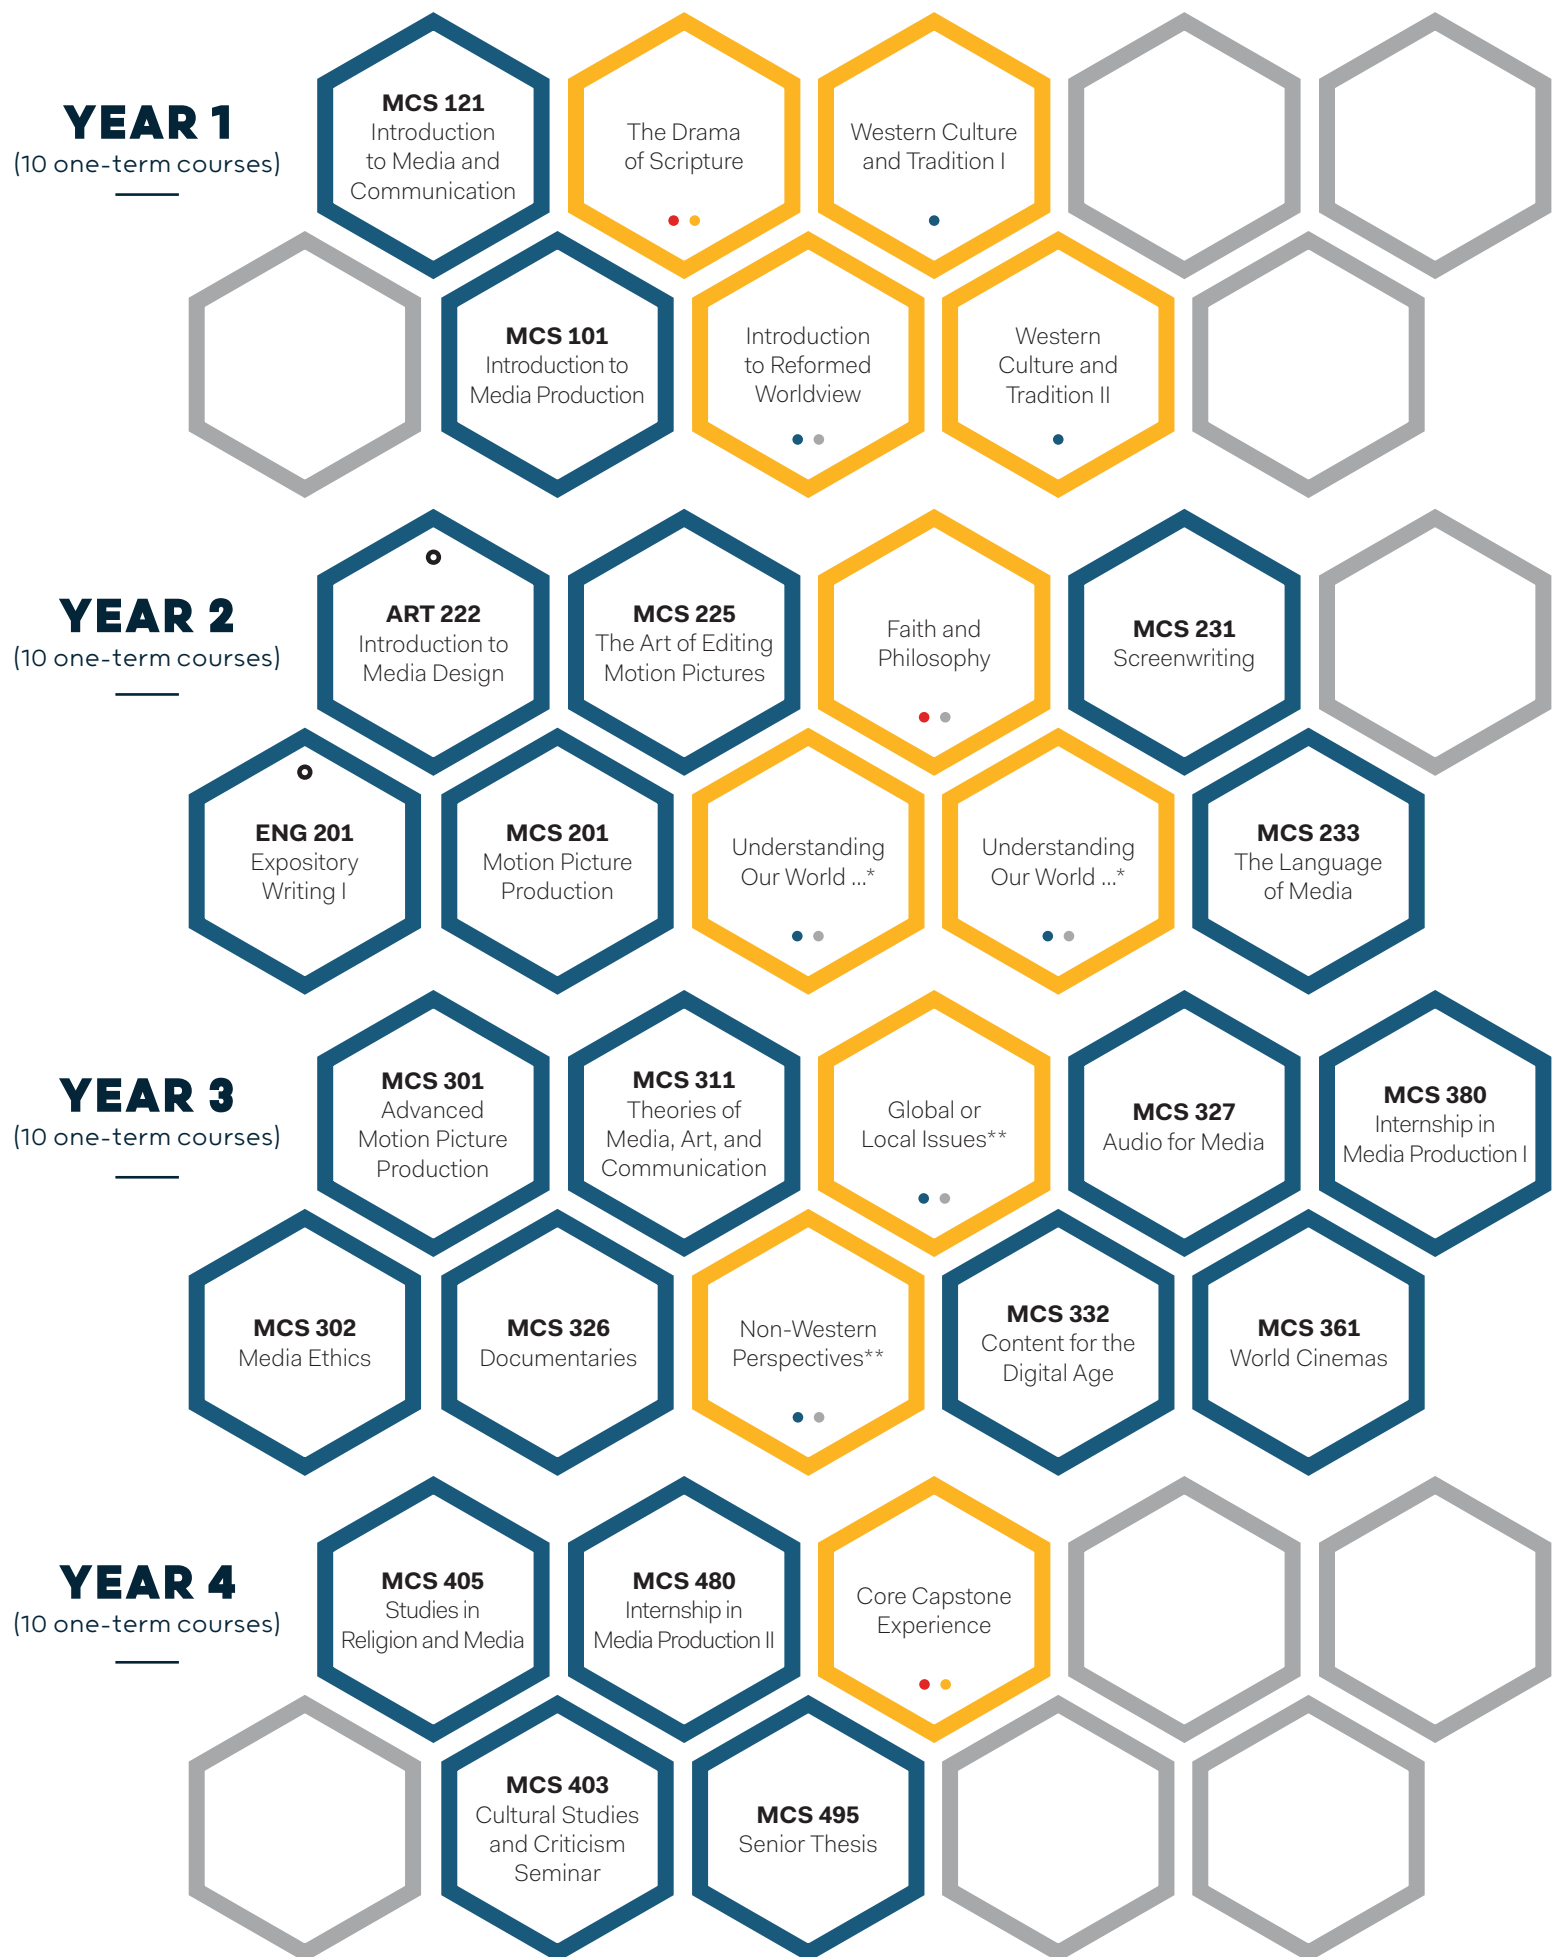 YEAR 1
(10 one-term courses)
MCS 121
Introduction
to Media and
Communication
The Drama
of Scripture
Western Culture
and Tradition I
MCS 101
Introduction to
Media Production
Introduction
to Reformed
Worldview
Western
Culture and
Tradition II
YEAR 2
(10 one-term courses)
ART 222
Introduction to
Media Design
MCS 225
The Art of Editing
Motion Pictures
Faith and
Philosophy
MCS 231
Screenwriting
ENG 201
Expository
Writing I
MCS 201
Motion Picture
Production
Understanding
Our World ...*
Understanding
Our World ...*
MCS 233
The Language
of Media
YEAR 3
(10 one-term courses)
MCS 301
Advanced
Motion Picture
Production
MCS 311
Theories of
Media, Art, and
Communication
Global or
Local Issues**
MCS 327
Audio for Media
MCS 380
Internship in
Media Production I
MCS 302
Media Ethics
MCS 326
Documentaries
Non-Western
Perspectives**
MCS 332
Content for the
Digital Age
MCS 361
World Cinemas
YEAR 4
(10 one-term courses)
MCS 405
Studies in
Religion and Media
MCS 480
Internship in
Media Production II
Core Capstone
Experience
MCS 403
Cultural Studies
and Criticism
Seminar
MCS 495
Senior Thesis